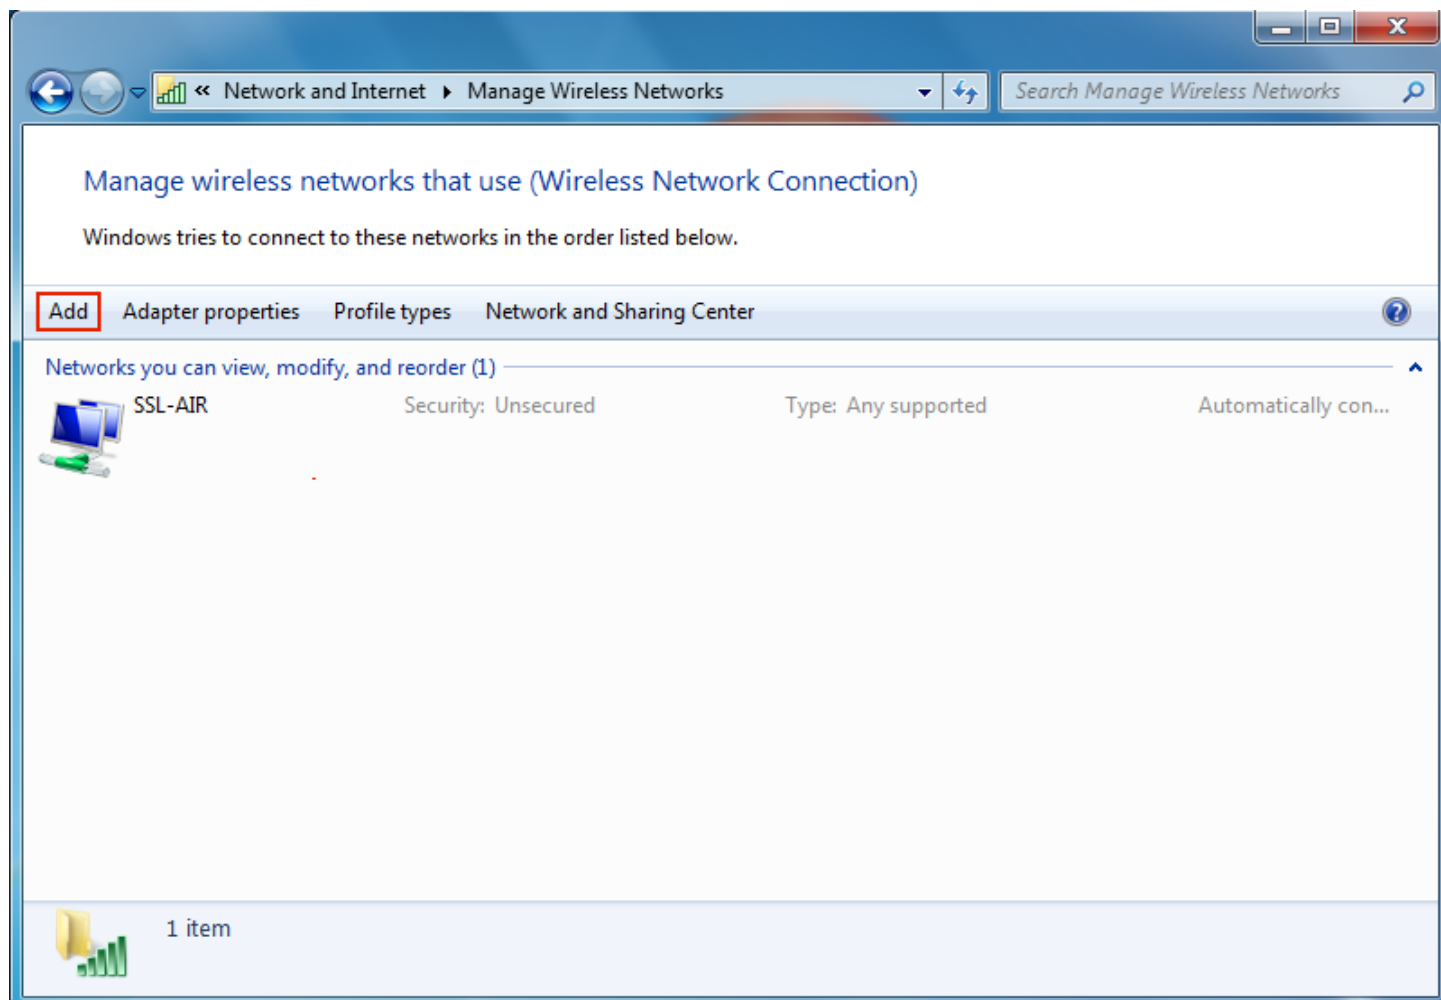 « Network and Internet Manage Wireless Networks Search Manage Wireless Networks
Manage wireless networks that use (Wireless Network Connection)
Windows tries to connect to these networks in the order listed below.
Add Adapter properties Profile types Network and Sharing Center
Networks you can view, modify, and reorder (1)
SSL-AIR Security: Unsecured Type: Any supported Automatically con...
1 item